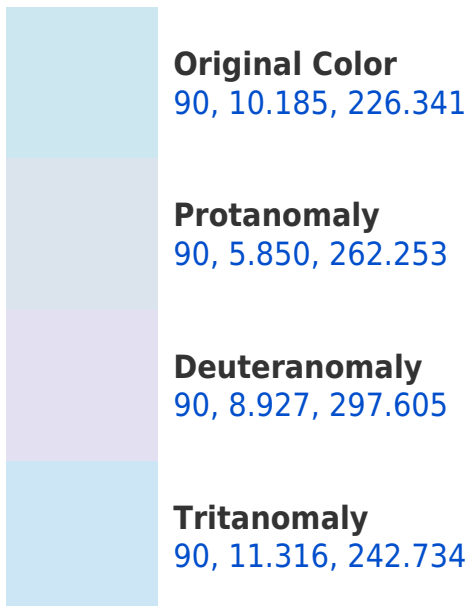 Original Color
90, 10.185, 226.341
Protanomaly
90, 5.850, 262.253
Deuteranomaly
90, 8.927, 297.605
Tritanomaly
90, 11.316, 242.734